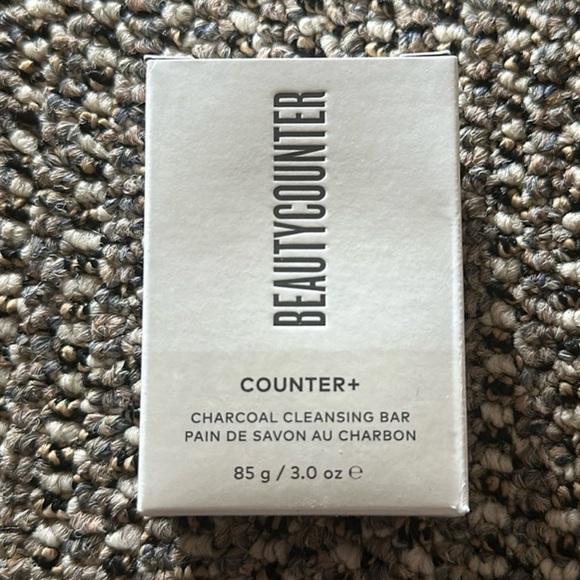 BEAUTYCOUNTER
COUNTER+
CHARCOAL CLEANSING BAR
PAIN DE SAVON AU CHARBON
85 g / 3.0 oz ℮